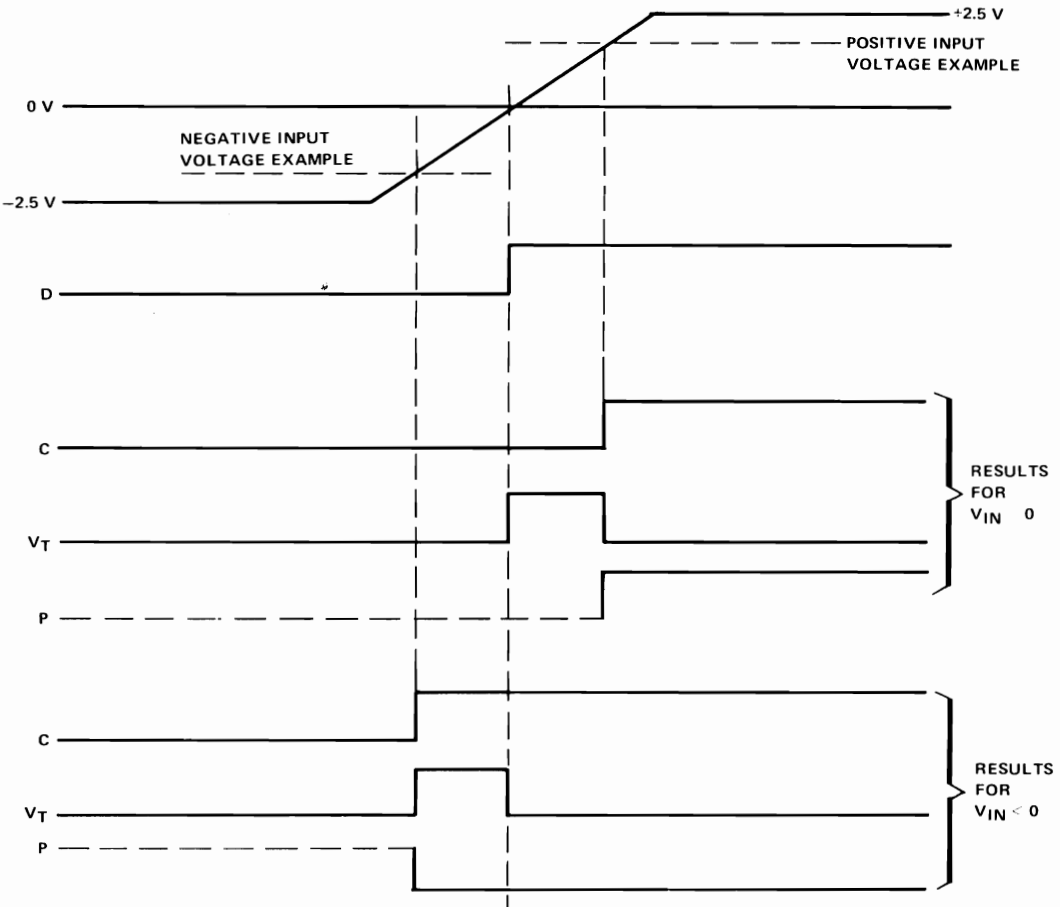 +2.5 V
POSITIVE INPUT
VOLTAGE EXAMPLE
0 V
NEGATIVE INPUT
VOLTAGE EXAMPLE
−2.5 V
D
C
RESULTS
FOR
VIN 0
VT
P
C
RESULTS
FOR
VIN < 0
VT
P